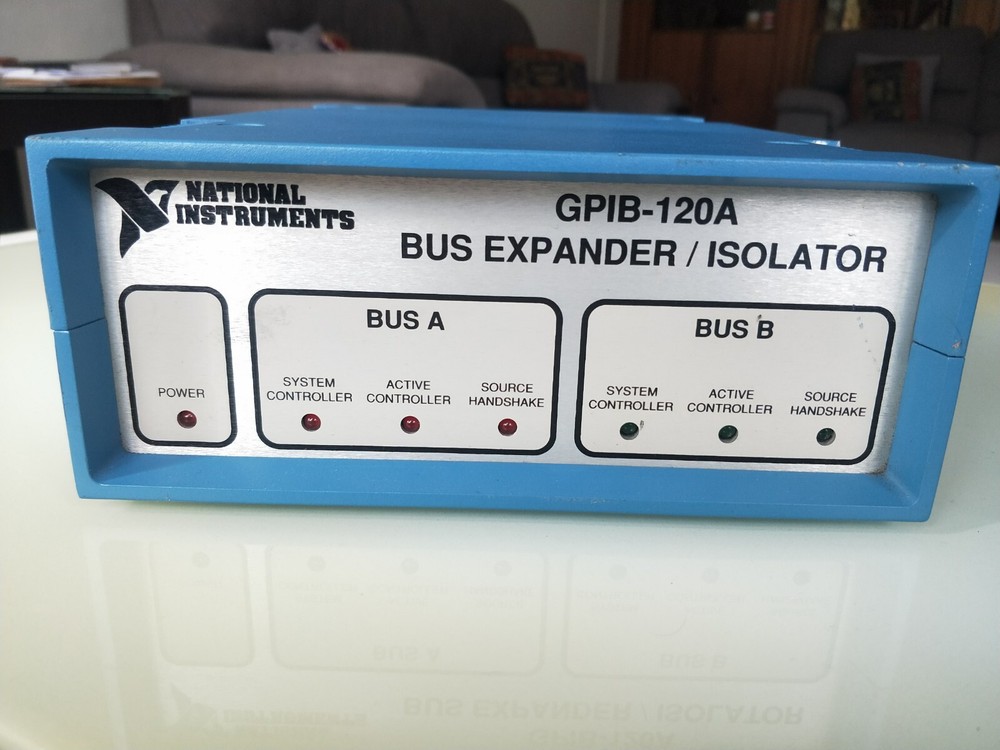 NATIONAL
INSTRUMENTS
GPIB-120A
BUS EXPANDER / ISOLATOR
POWER
BUS A
SYSTEM
CONTROLLER
ACTIVE
CONTROLLER
SOURCE
HANDSHAKE
BUS B
SYSTEM
CONTROLLER
ACTIVE
CONTROLLER
SOURCE
HANDSHAKE